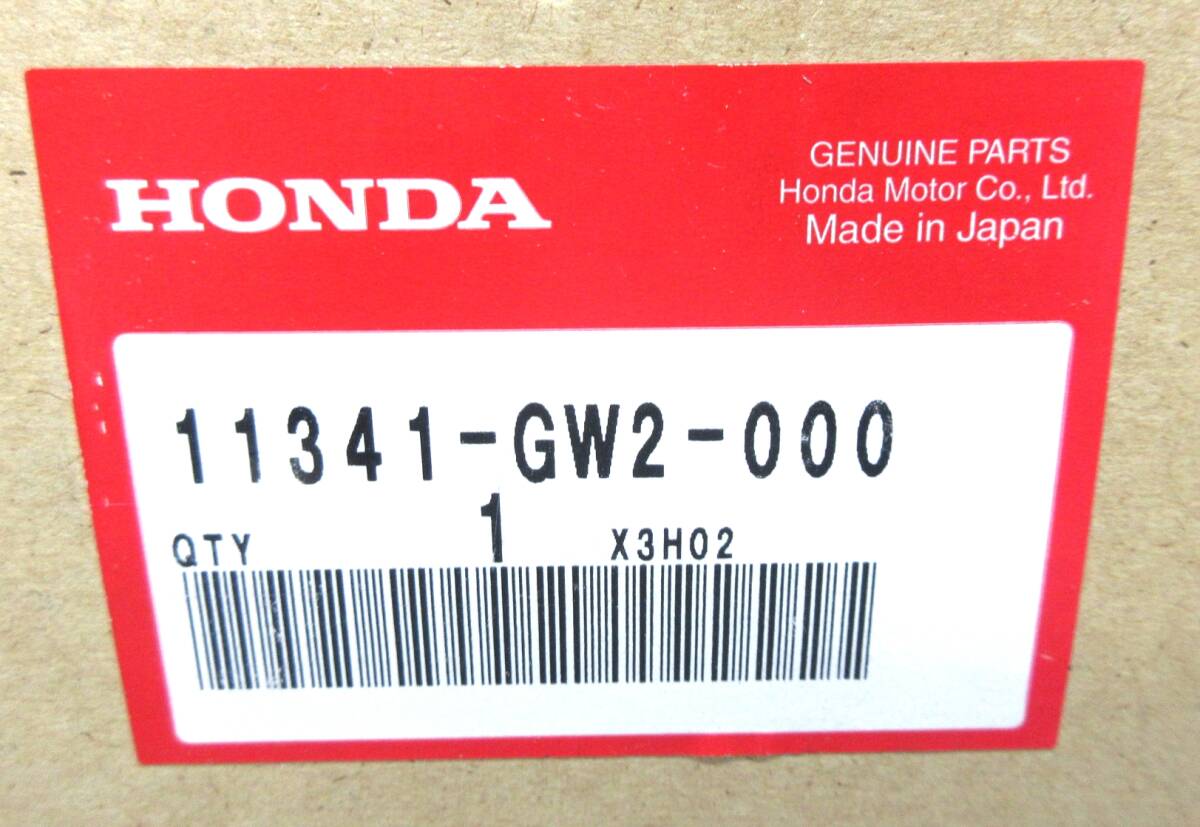 HONDA
GENUINE PARTS
Honda Motor Co., Ltd.
Made in Japan
11341-GW2-000
QTY 1 X3H02